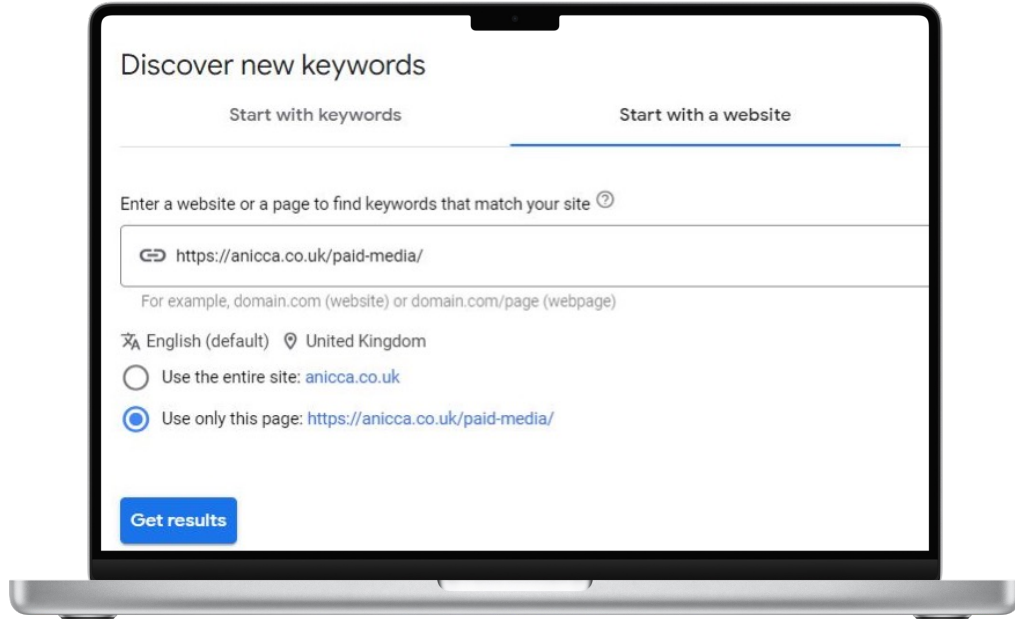 Discover new keywords
Start with keywords Start with a website
Enter a website or a page to find keywords that match your site
https://anicca.co.uk/paid-media/
For example, domain.com (website) or domain.com/page (webpage)
English (default) United Kingdom
Use the entire site: anicca.co.uk
Use only this page: https://anicca.co.uk/paid-media/
Get results